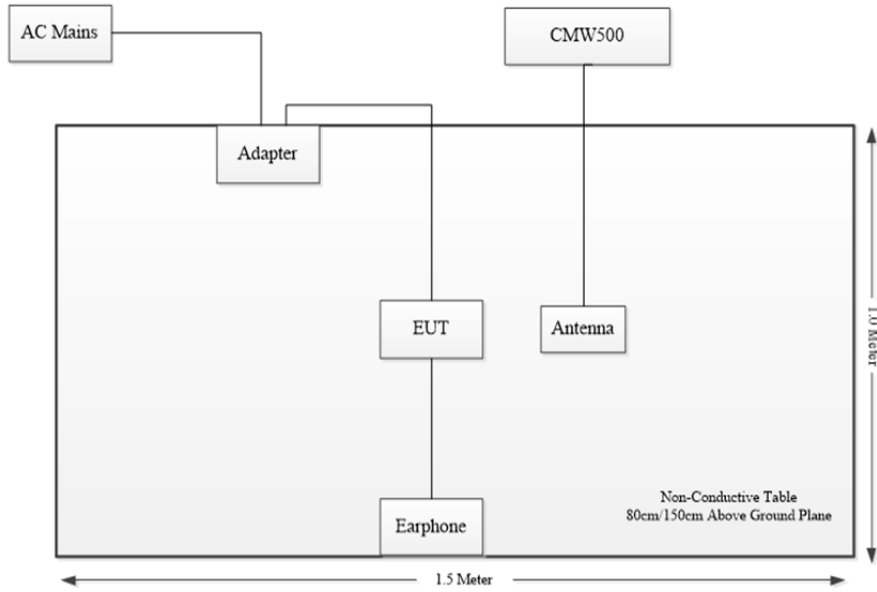 AC Mains
CMW500
Adapter
EUT
Antenna
Earphone
Non-Conductive Table
80cm/150cm Above Ground Plane
1.0 Meter
1.5 Meter